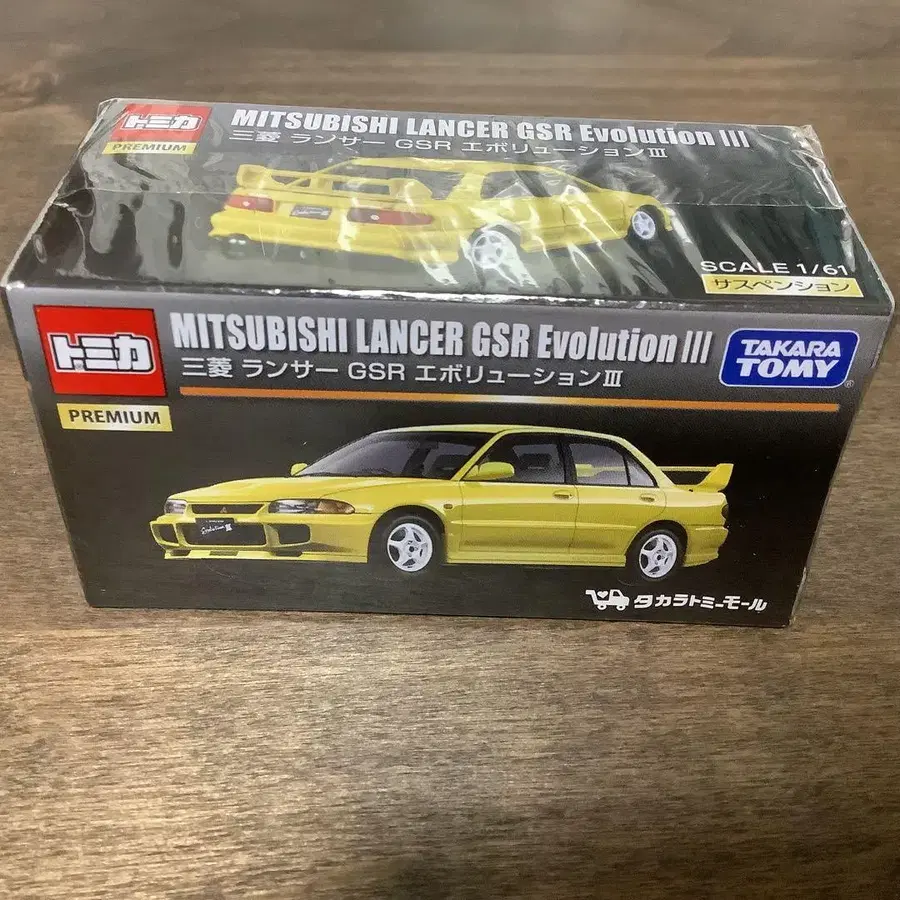 トミカ
PREMIUM
MITSUBISHI LANCER GSR Evolution III
三菱 ランサー GSR エボリューションIII
SCALE 1/61
サスペンション
トミカ®
PREMIUM
MITSUBISHI LANCER GSR Evolution III
三菱 ランサー GSR エボリューションIII
TAKARA
TOMY®
Evolution III
タカラトミーモール